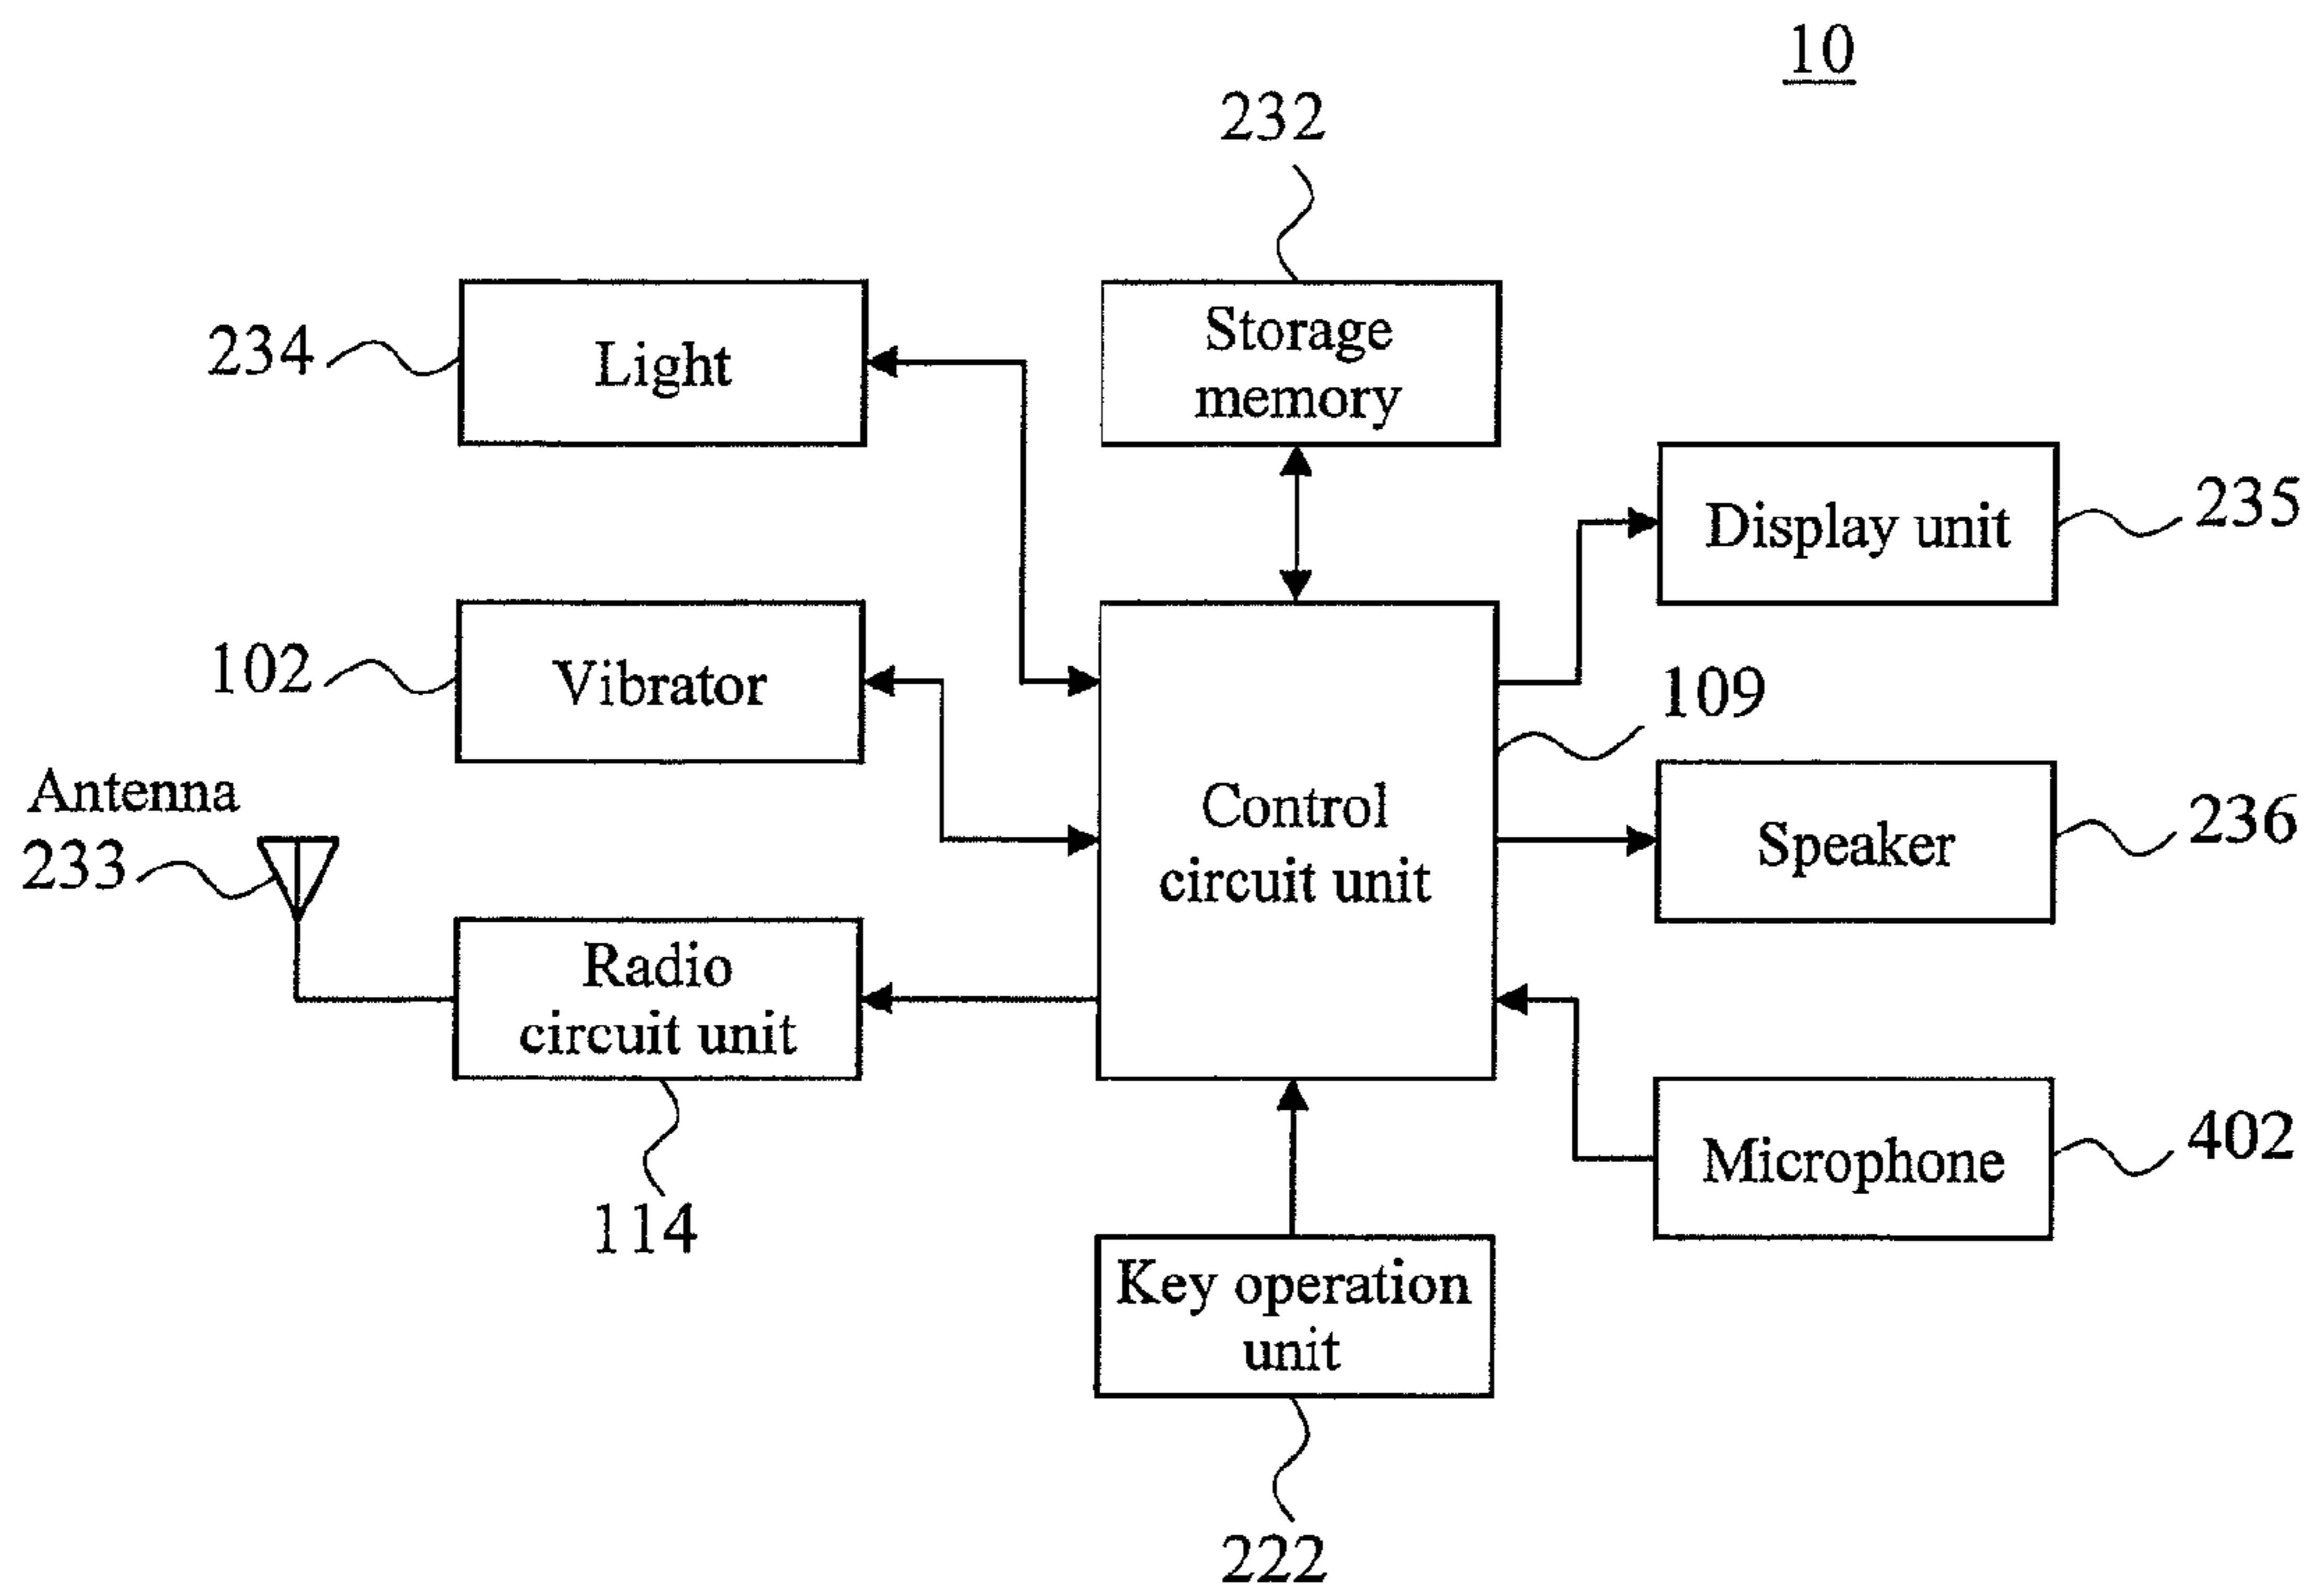 10
232
Storage
memory
234
Light
Display unit
235
102
Vibrator
109
Antenna
233
Control
circuit unit
Speaker
236
Radio
circuit unit
114
Microphone
402
Key operation
unit
222